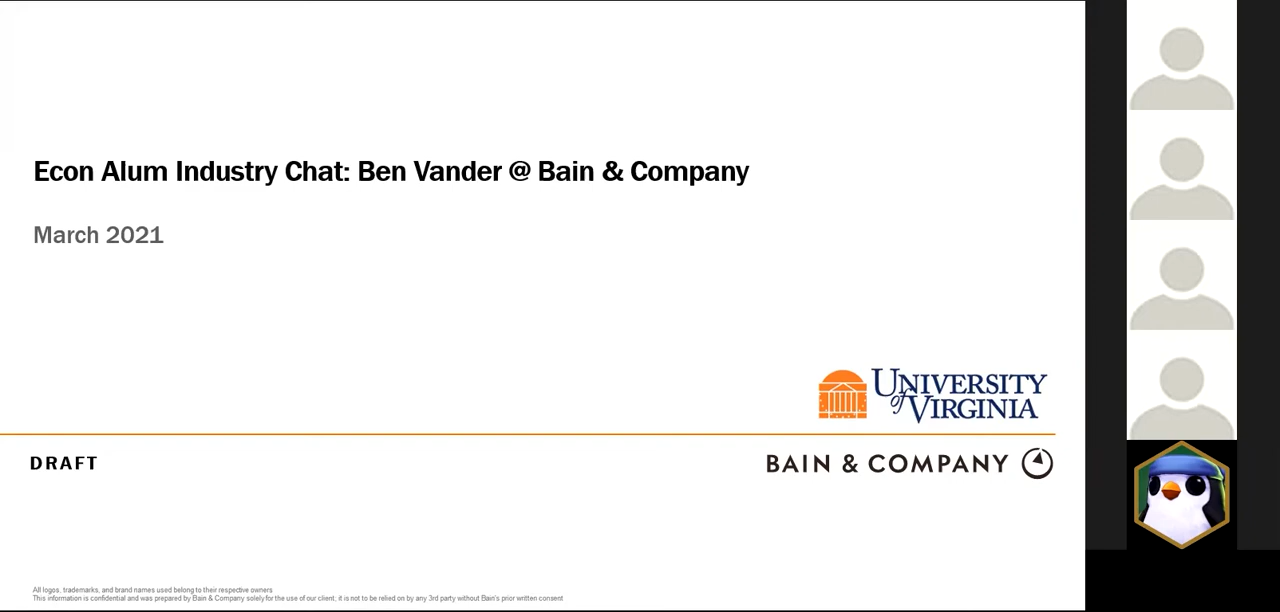 Econ Alum Industry Chat: Ben Vander @ Bain & Company
March 2021
UNIVERSITY
of VIRGINIA
DRAFT
BAIN & COMPANY
All logos, trademarks, and brand names used belong to their respective owners
This information is confidential and was prepared by Bain & Company solely for the use of our client; it is not to be relied on by any 3rd party without Bain's prior written consent